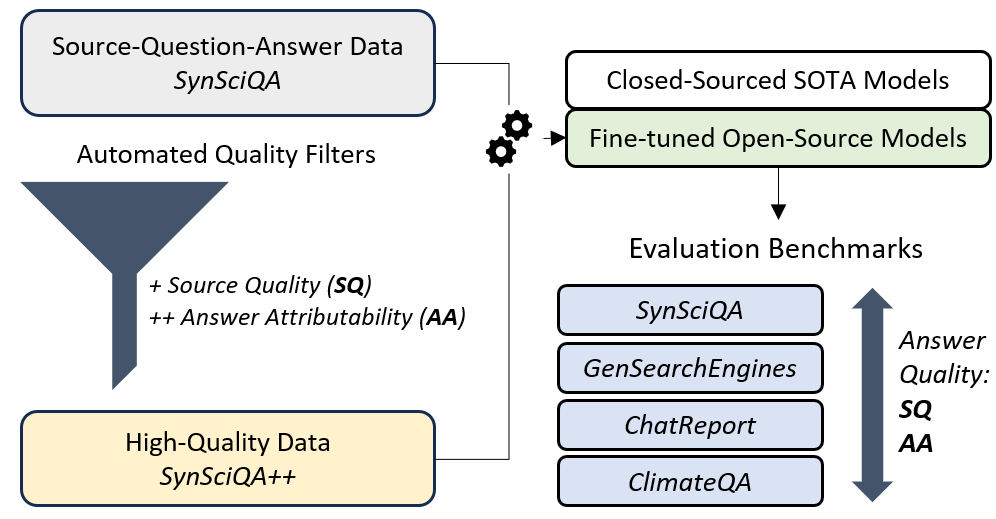 Source-Question-Answer Data
SynSciQA
Automated Quality Filters
+ Source Quality (SQ)
++ Answer Attributability (AA)
High-Quality Data
SynSciQA++
Closed-Sourced SOTA Models
Fine-tuned Open-Source Models
Evaluation Benchmarks
SynSciQA
GenSearchEngines
ChatReport
ClimateQA
Answer
Quality:
SQ
AA